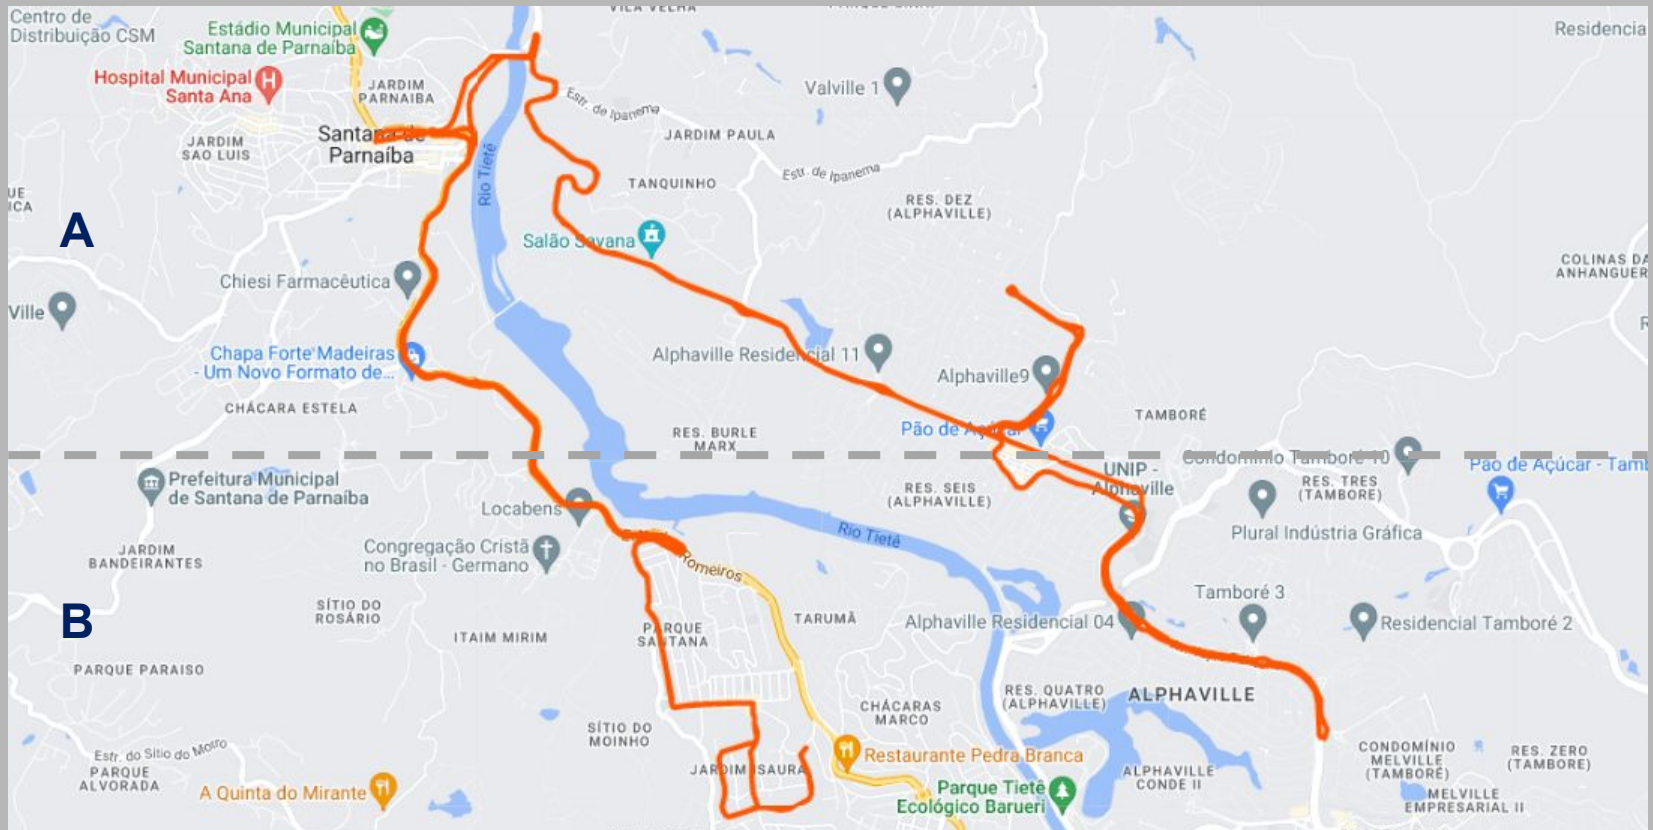 VILA VELHA
Centro de
Distribuição CSM
Estádio Municipal
Santana de Parnaíba
Residencia
Hospital Municipal
Santa Ana
JARDIM
PARNAIBA
Valville 1
Estr. de Ipanema
JARDIM
SAO LUIS
Santana de
Parnaíba
JARDIM PAULA
Rio Tietê
Estr. de Ipanema
TANQUINHO
UE
ICA
RES. DEZ
(ALPHAVILLE)
A
Salão Savana
COLINAS DA
ANHANGUER
Chiesi Farmacêutica
Ville
R
Chapa Forte Madeiras
- Um Novo Formato de...
Alphaville Residencial 11
Alphaville9
CHÁCARA ESTELA
TAMBORÉ
RES. BURLE
MARX
Pão de Açúcar
Condomínio Tamboré 10
Pão de Açúcar - Tamb
Prefeitura Municipal
de Santana de Parnaíba
UNIP -
Alphaville
RES. SEIS
(ALPHAVILLE)
RES. TRES
(TAMBORE)
Locabens
Plural Indústria Gráfica
Rio Tietê
JARDIM
BANDEIRANTES
Congregação Cristã
no Brasil - Germano
Romeiros
Tamboré 3
SÍTIO DO
ROSÁRIO
B
ITAIM MIRIM
PARQUE
SANTANA
TARUMÃ
Alphaville Residencial 04
Residencial Tamboré 2
PARQUE PARAISO
RES. QUATRO
(ALPHAVILLE)
ALPHAVILLE
CHÁCARAS
MARCO
SÍTIO DO
MOINHO
Estr. do Sítio do Morro
PARQUE
ALVORADA
JARDIM ISAURA
Restaurante Pedra Branca
CONDOMÍNIO
MELVILLE
(TAMBORÉ)
RES. ZERO
(TAMBORE)
A Quinta do Mirante
Parque Tietê
Ecológico Barueri
ALPHAVILLE
CONDE II
MELVILLE
EMPRESARIAL II